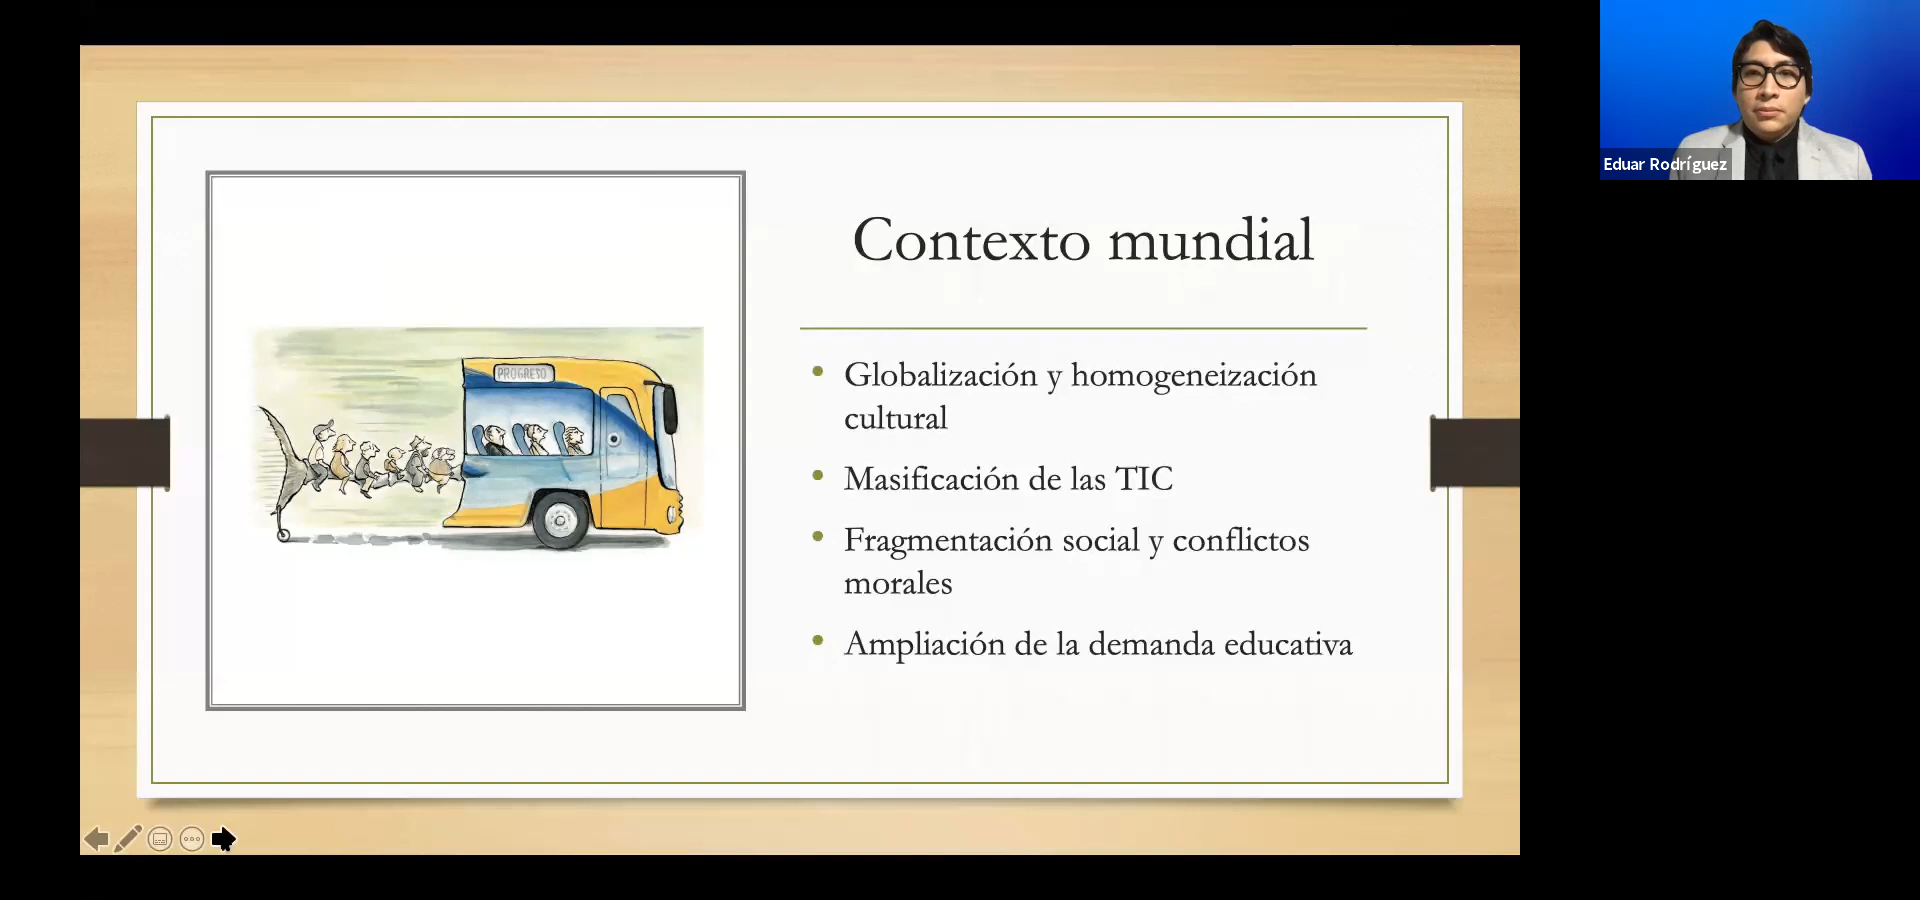 Eduar Rodríguez
Contexto mundial
PROGRESO
Globalización y homogeneización
cultural
Masificación de las TIC
Fragmentación social y conflictos
morales
Ampliación de la demanda educativa